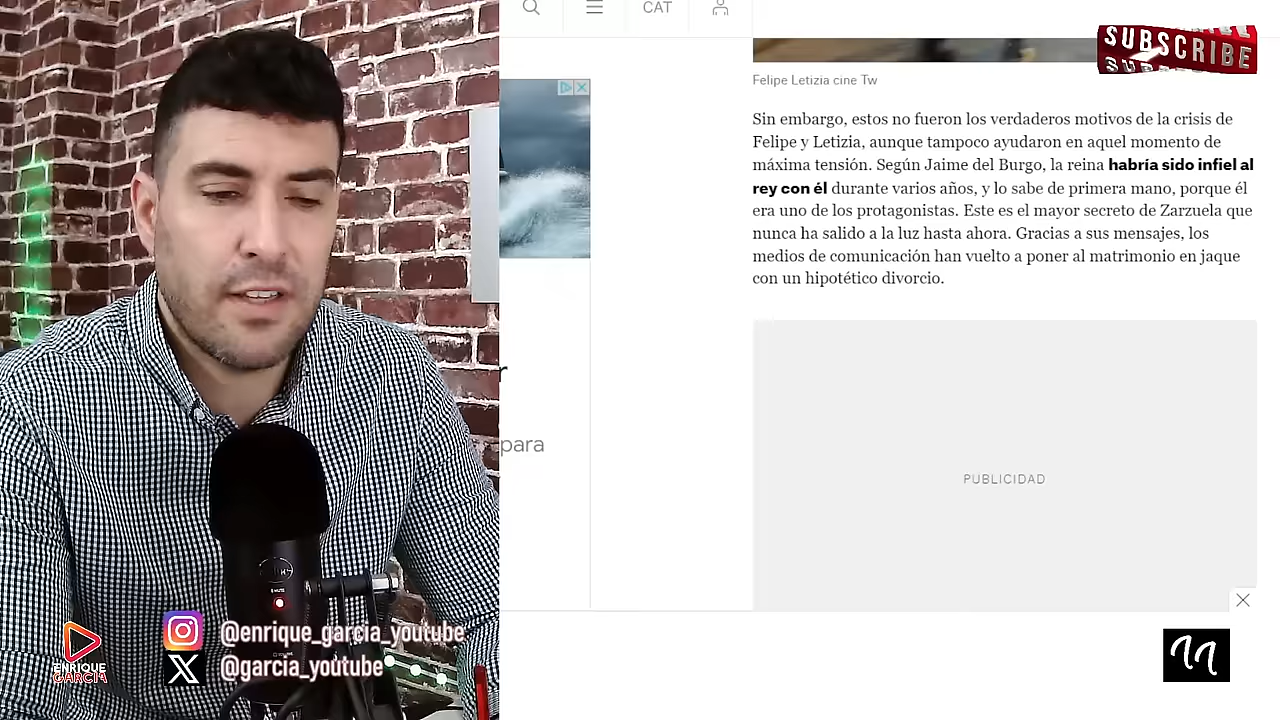 CAT
SUBSCRIBE
Felipe Letizia cine Tw
Sin embargo, estos no fueron los verdaderos motivos de la crisis de
Felipe y Letizia, aunque tampoco ayudaron en aquel momento de
máxima tensión. Según Jaime del Burgo, la reina habría sido infiel al
rey con él durante varios años, y lo sabe de primera mano, porque él
era uno de los protagonistas. Este es el mayor secreto de Zarzuela que
nunca ha salido a la luz hasta ahora. Gracias a sus mensajes, los
medios de comunicación han vuelto a poner al matrimonio en jaque
con un hipotético divorcio.
para
PUBLICIDAD
@enrique_garcia_youtube
@garcia_youtube
ENRIQUE
GARCIA